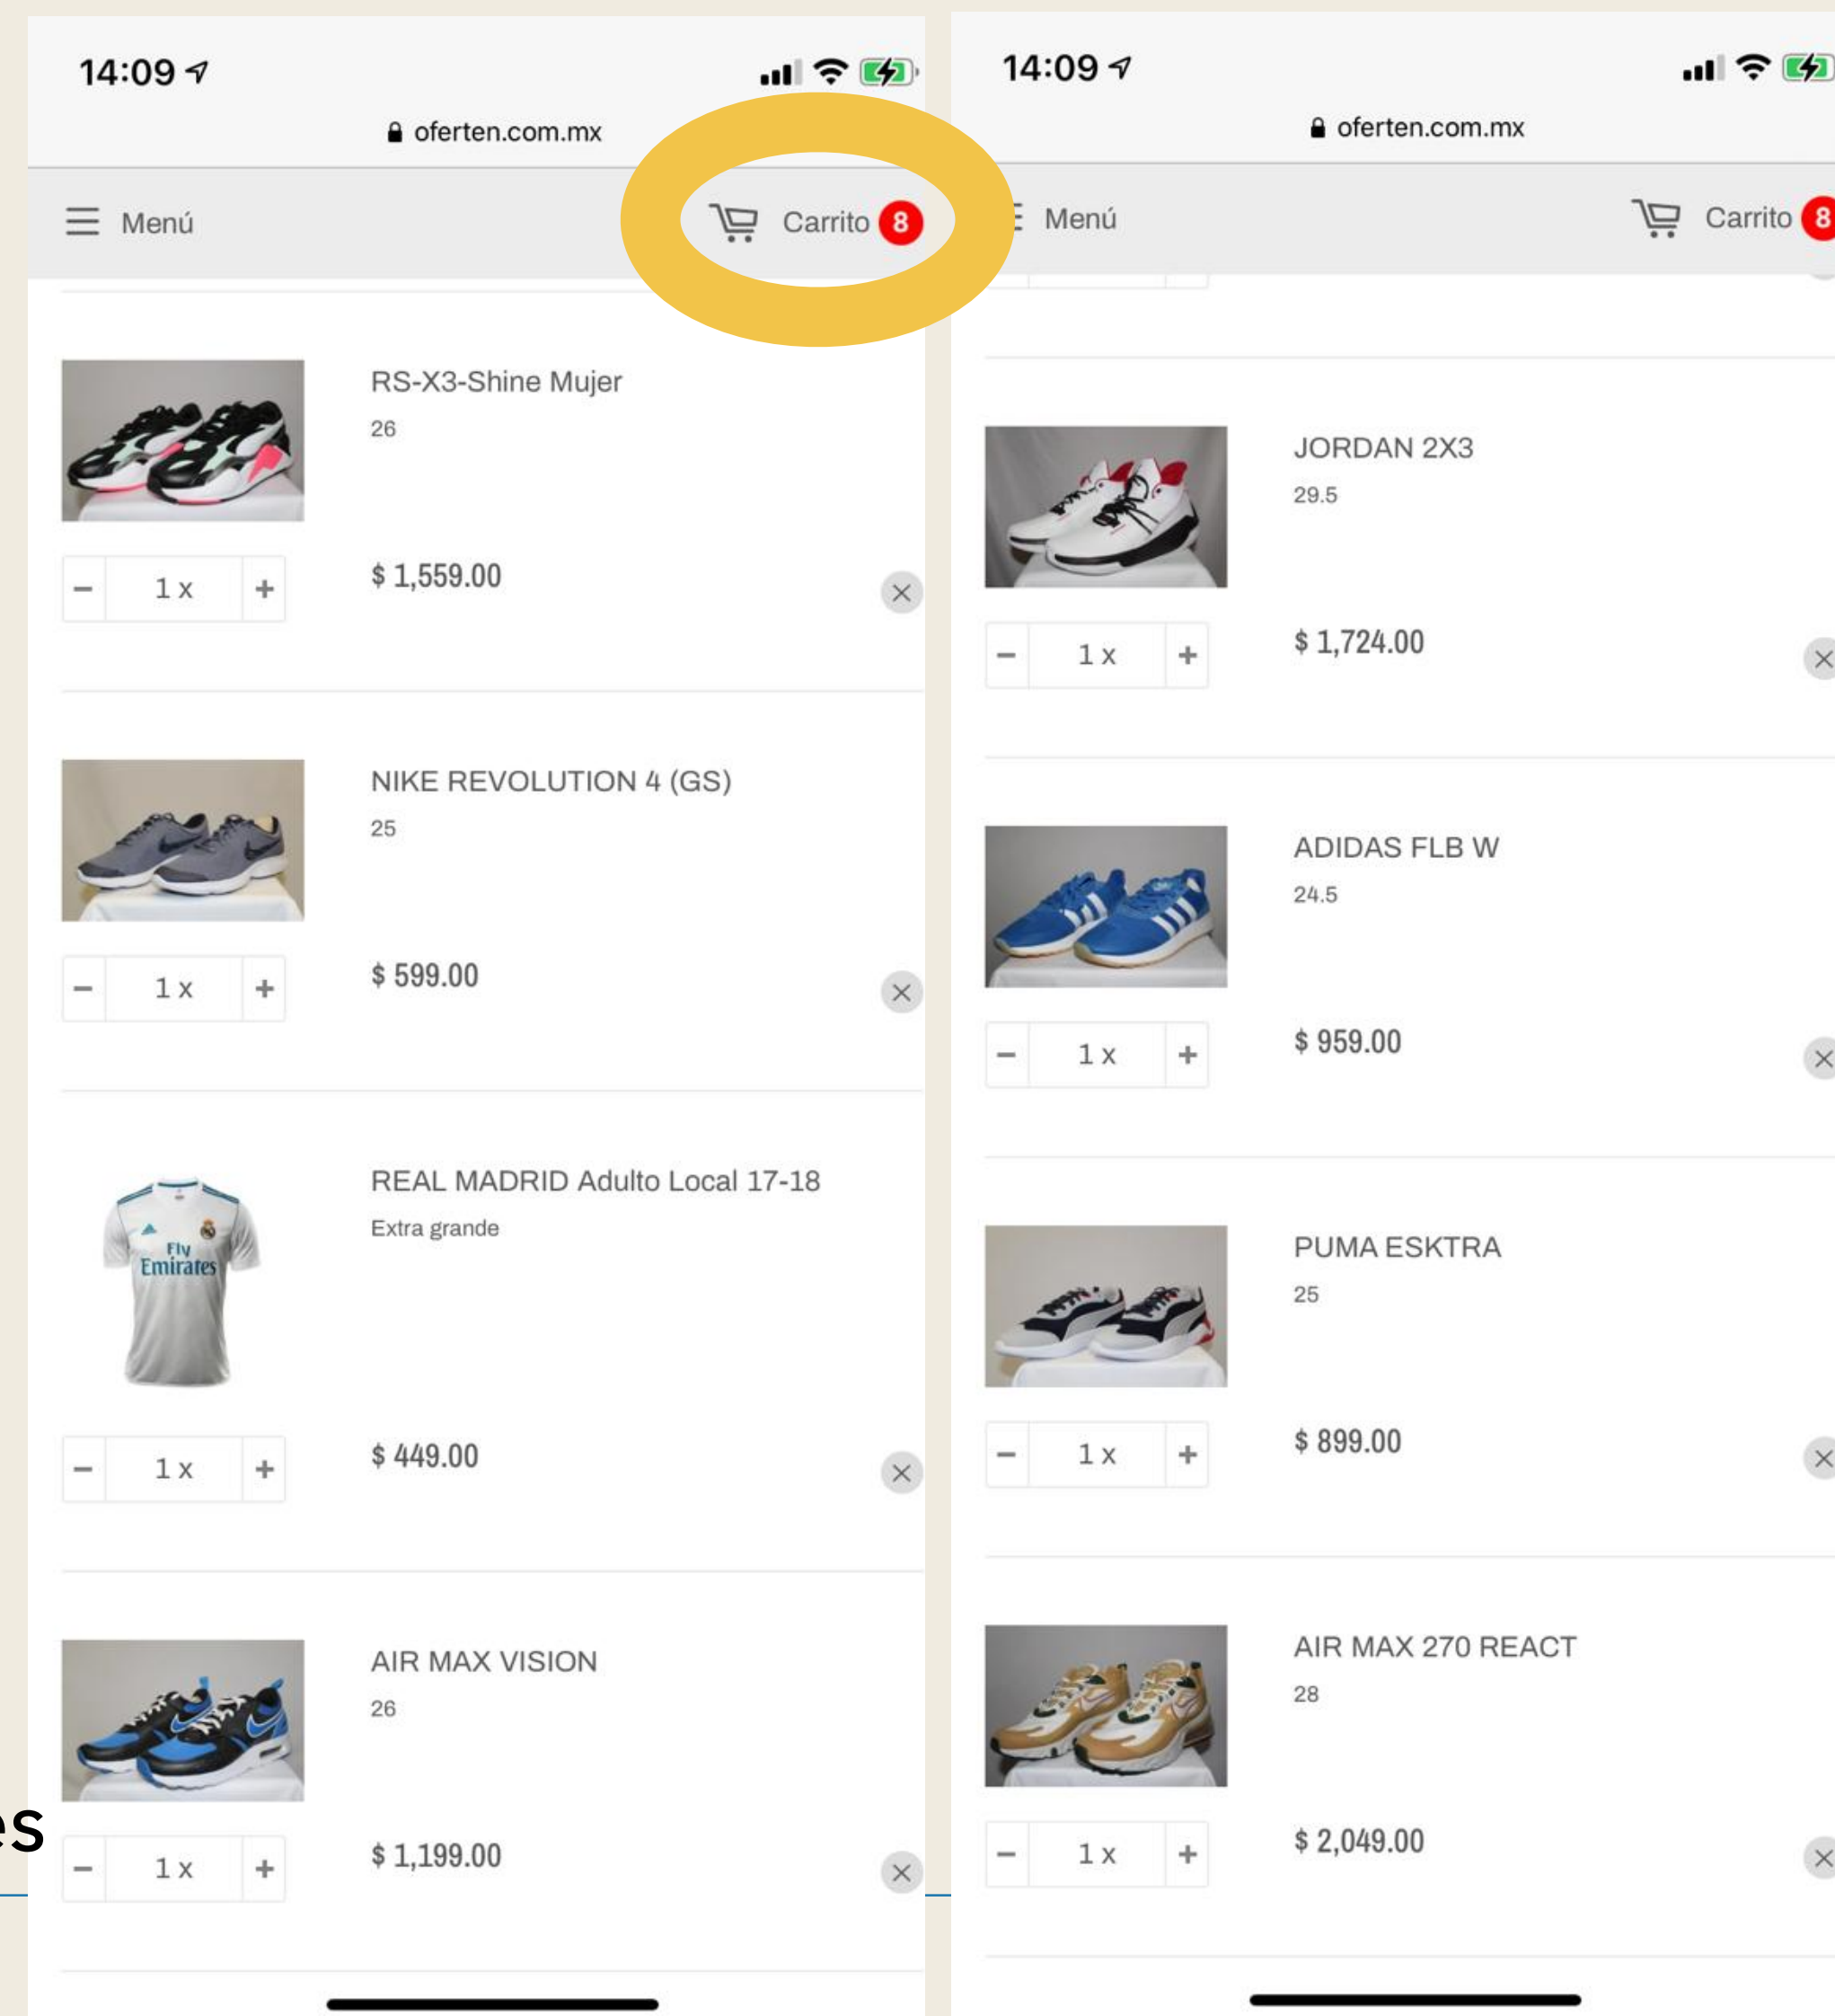 14:09
oferten.com.mx
Menú
Carrito 8
RS-X3-Shine Mujer
26
− 1 x +
$ 1,559.00
NIKE REVOLUTION 4 (GS)
25
− 1 x +
$ 599.00
REAL MADRID Adulto Local 17-18
Extra grande
Fly
Emirates
− 1 x +
$ 449.00
AIR MAX VISION
26
− 1 x +
$ 1,199.00
es
14:09
oferten.com.mx
Menú
Carrito 8
JORDAN 2X3
29.5
− 1 x +
$ 1,724.00
ADIDAS FLB W
24.5
− 1 x +
$ 959.00
PUMA ESKTRA
25
− 1 x +
$ 899.00
AIR MAX 270 REACT
28
− 1 x +
$ 2,049.00